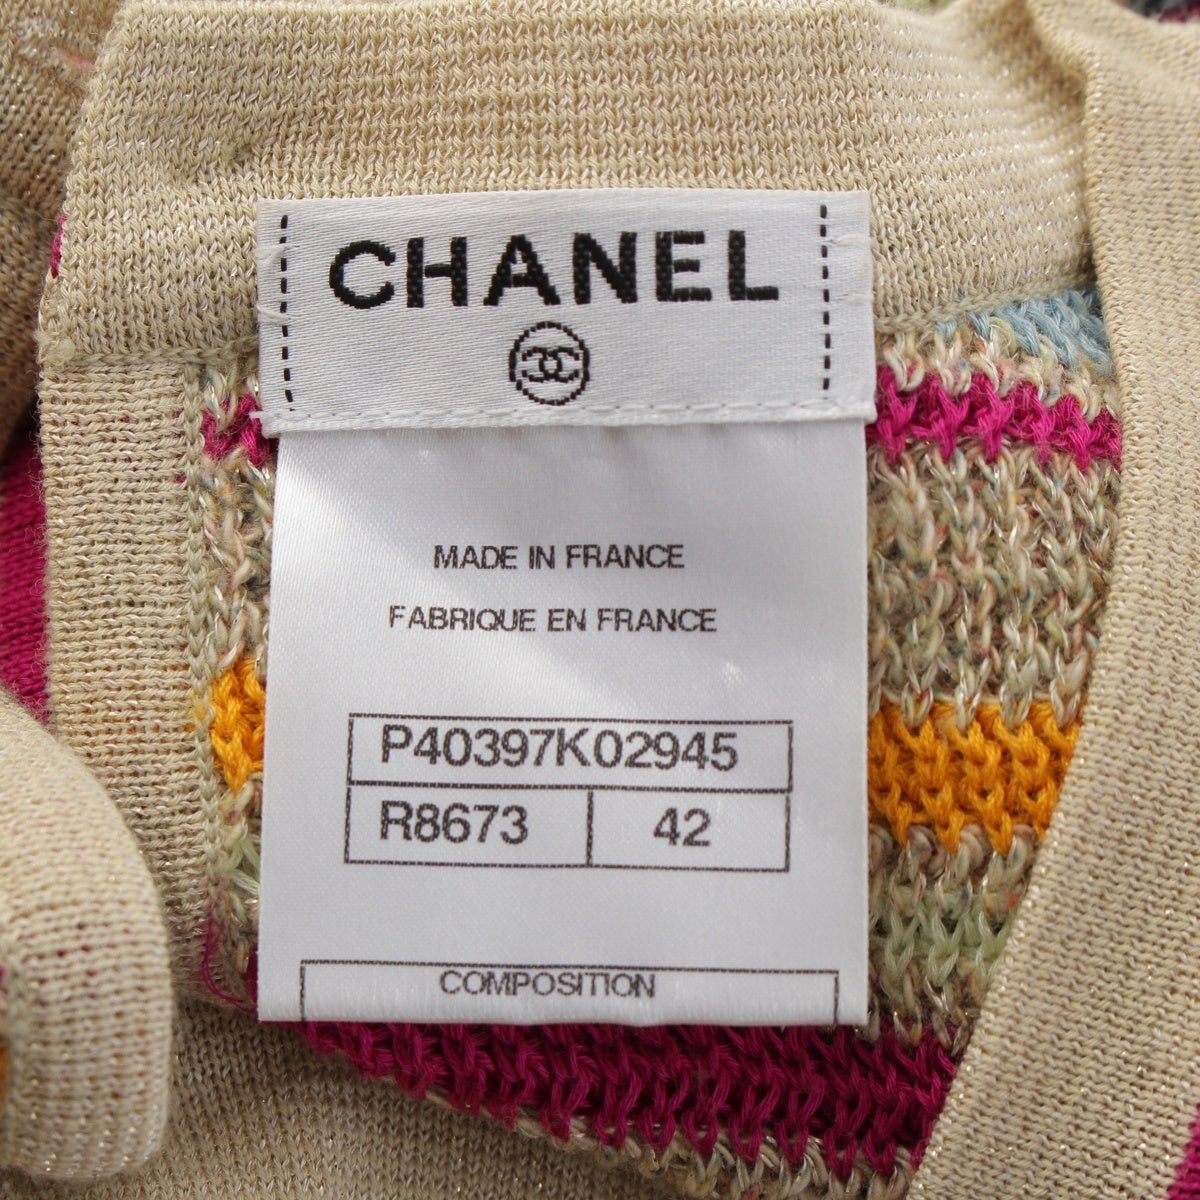 CHANEL
MADE IN FRANCE
FABRIQUE EN FRANCE
P40397K02945
R8673 42
COMPOSITION